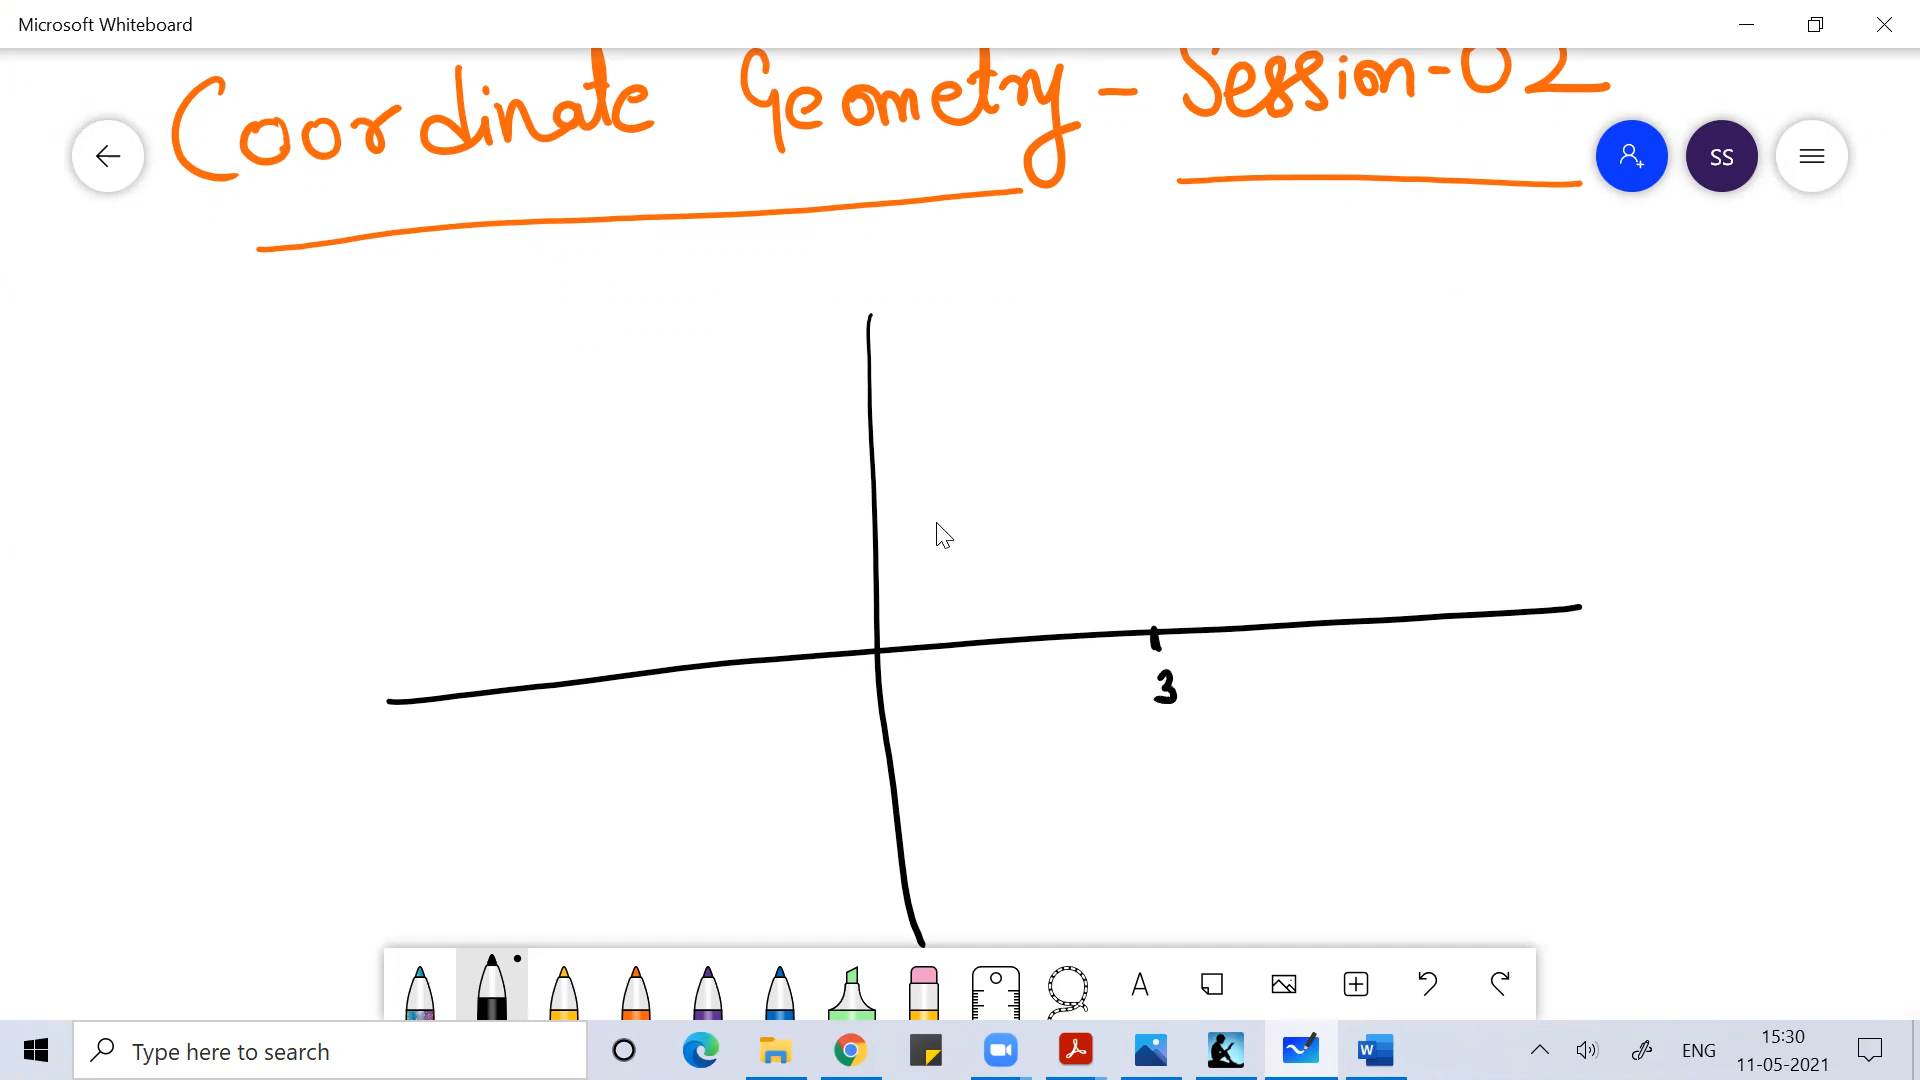 Microsoft Whiteboard
Coordinate Geometry - Session-02
SS
3
A
Type here to search
W
ENG
15:30
11-05-2021